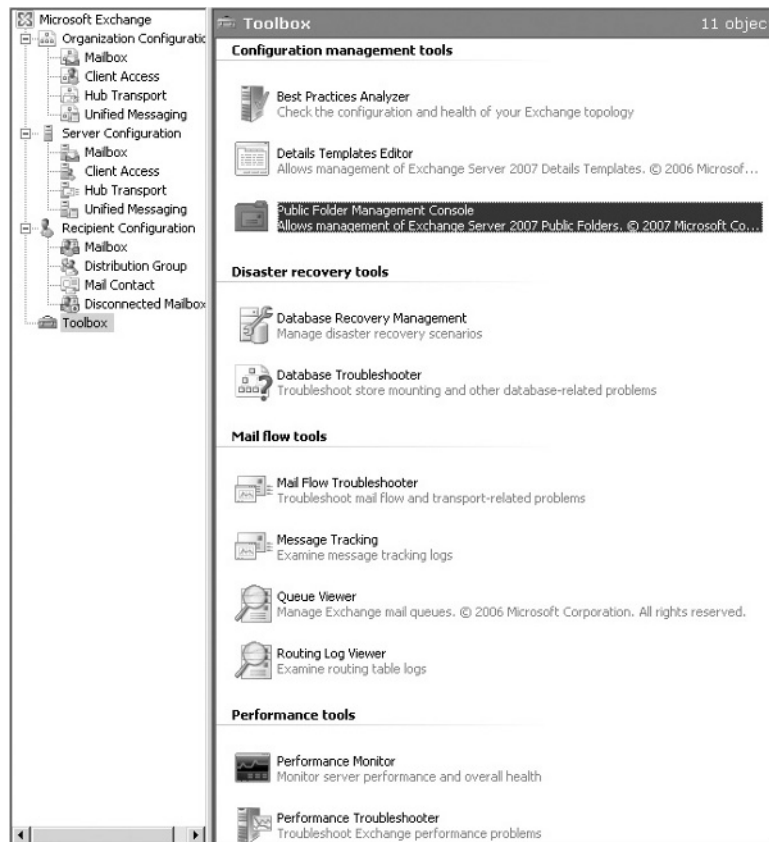 Microsoft Exchange
Organization Configuratic
Mailbox
Client Access
Hub Transport
Unified Messaging
Server Configuration
Mailbox
Client Access
Hub Transport
Unified Messaging
Recipient Configuration
Mailbox
Distribution Group
Mail Contact
Disconnected Mailbox
Toolbox
Toolbox 11 objec
Configuration management tools
Best Practices Analyzer
Check the configuration and health of your Exchange topology
Details Templates Editor
Allows management of Exchange Server 2007 Details Templates. © 2006 Microsof...
Public Folder Management Console
Allows management of Exchange Server 2007 Public Folders. © 2007 Microsoft Co...
Disaster recovery tools
Database Recovery Management
Manage disaster recovery scenarios
Database Troubleshooter
Troubleshoot store mounting and other database-related problems
Mail flow tools
Mail Flow Troubleshooter
Troubleshoot mail flow and transport-related problems
Message Tracking
Examine message tracking logs
Queue Viewer
Manage Exchange mail queues. © 2006 Microsoft Corporation. All rights reserved.
Routing Log Viewer
Examine routing table logs
Performance tools
Performance Monitor
Monitor server performance and overall health
Performance Troubleshooter
Troubleshoot Exchange performance problems